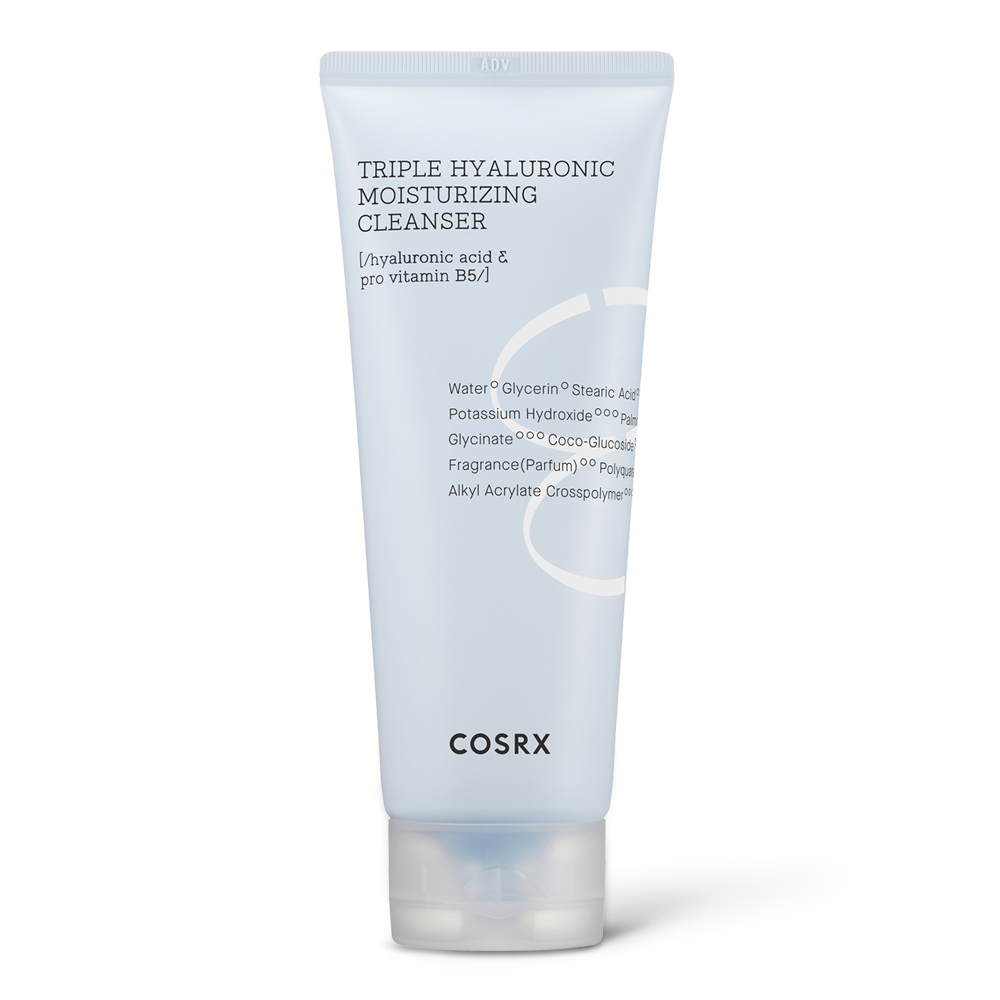 ADV
TRIPLE HYALURONIC
MOISTURIZING
CLEANSER
[/hyaluronic acid &
pro vitamin B5/]
Water° Glycerin° Stearic Acid°
Potassium Hydroxide°°°
Glycinate°°° Coco-Glucoside°
Fragrance(Parfum)°°
Alkyl Acrylate Crosspolymer°°°
COSRX